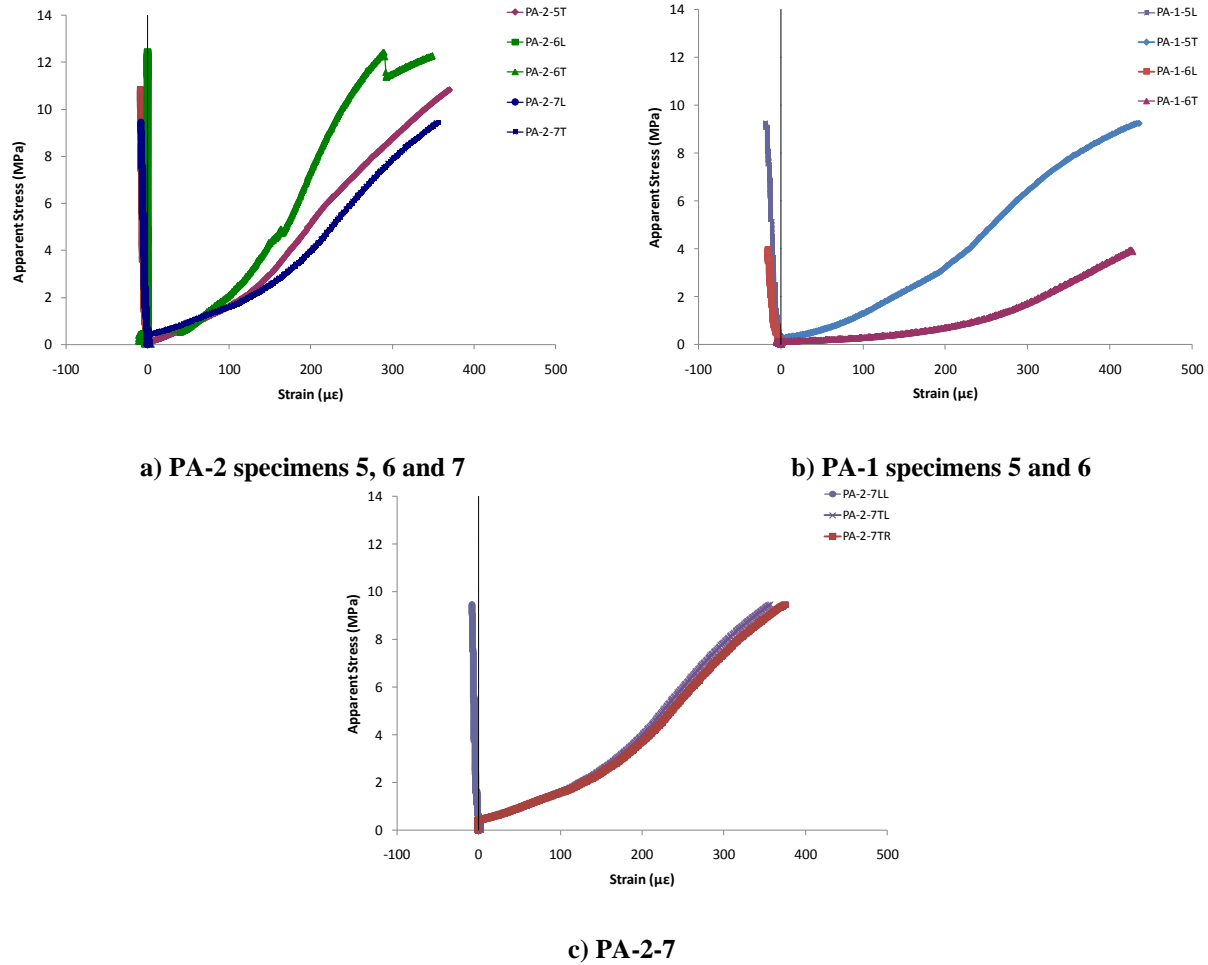 14
12
10
8
6
4
2
0
Apparent Stress (MPa)
-100
0
100
200
300
400
500
Strain (με)
PA-2-5T
PA-2-6L
PA-2-6T
PA-2-7L
PA-2-7T
a) PA-2 specimens 5, 6 and 7
14
12
10
8
6
4
2
0
Apparent Stress (MPa)
-100
0
100
200
300
400
500
Strain (με)
PA-1-5L
PA-1-5T
PA-1-6L
PA-1-6T
b) PA-1 specimens 5 and 6
14
12
10
8
6
4
2
0
Apparent Stress (MPa)
-100
0
100
200
300
400
500
Strain (με)
PA-2-7LL
PA-2-7TL
PA-2-7TR
c) PA-2-7